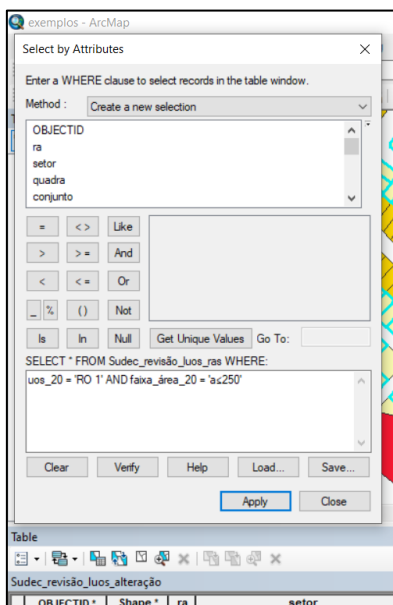 exemplos - ArcMap
Select by Attributes
Enter a WHERE clause to select records in the table window.
Method : Create a new selection
OBJECTID
ra
setor
quadra
conjunto
= < > Like
> > = And
< < = Or
_ % () Not
Is In Null Get Unique Values Go To:
SELECT * FROM Sudec_revisão_luos_ras WHERE:
uos_20 = 'RO 1' AND faixa_área_20 = 'a≤250'
Clear Verify Help Load... Save...
Apply Close
Table
Sudec_revisão_luos_alteração
OBJECTID * Shape * ra setor